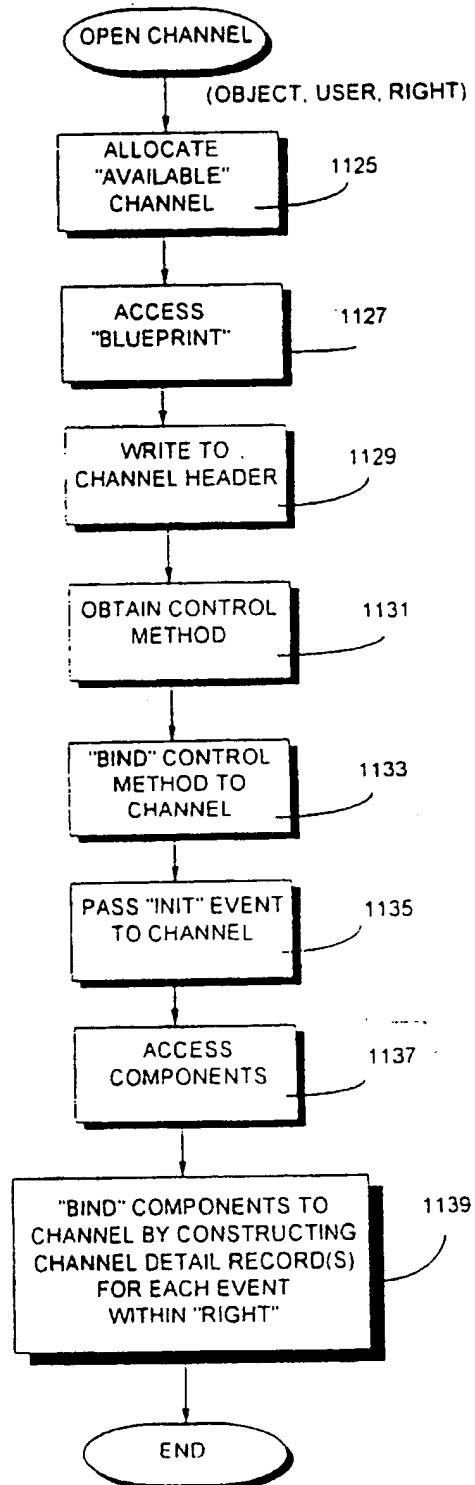 OPEN CHANNEL
(OBJECT, USER, RIGHT)
ALLOCATE
"AVAILABLE"
CHANNEL
1125
ACCESS
"BLUEPRINT"
1127
WRITE TO
CHANNEL HEADER
1129
OBTAIN CONTROL
METHOD
1131
"BIND" CONTROL
METHOD TO
CHANNEL
1133
PASS "INIT" EVENT
TO CHANNEL
1135
ACCESS
COMPONENTS
1137
"BIND" COMPONENTS TO
CHANNEL BY CONSTRUCTING
CHANNEL DETAIL RECORD(S)
FOR EACH EVENT
WITHIN "RIGHT"
1139
END